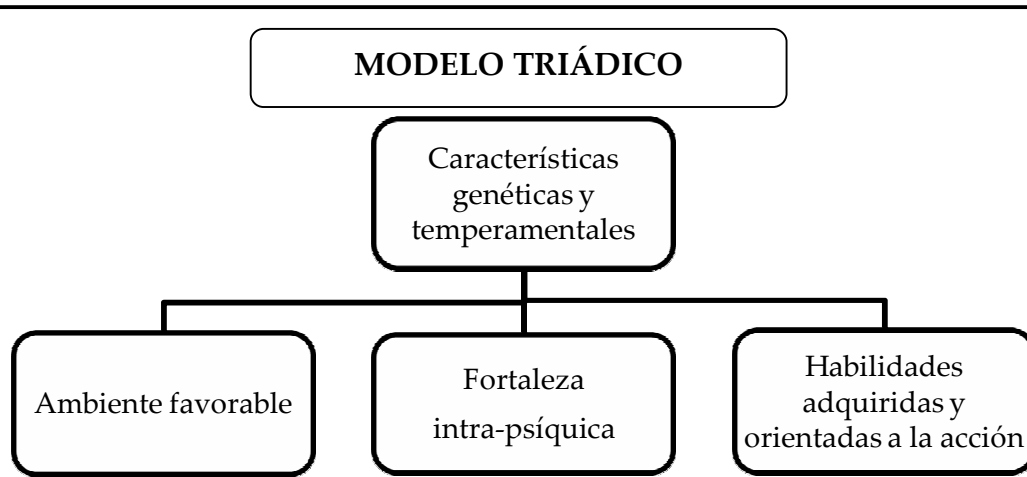 MODELO TRIÁDICO
Características
genéticas y
temperamentales
Ambiente favorable
Fortaleza
intra-psíquica
Habilidades
adquiridas y
orientadas a la acción